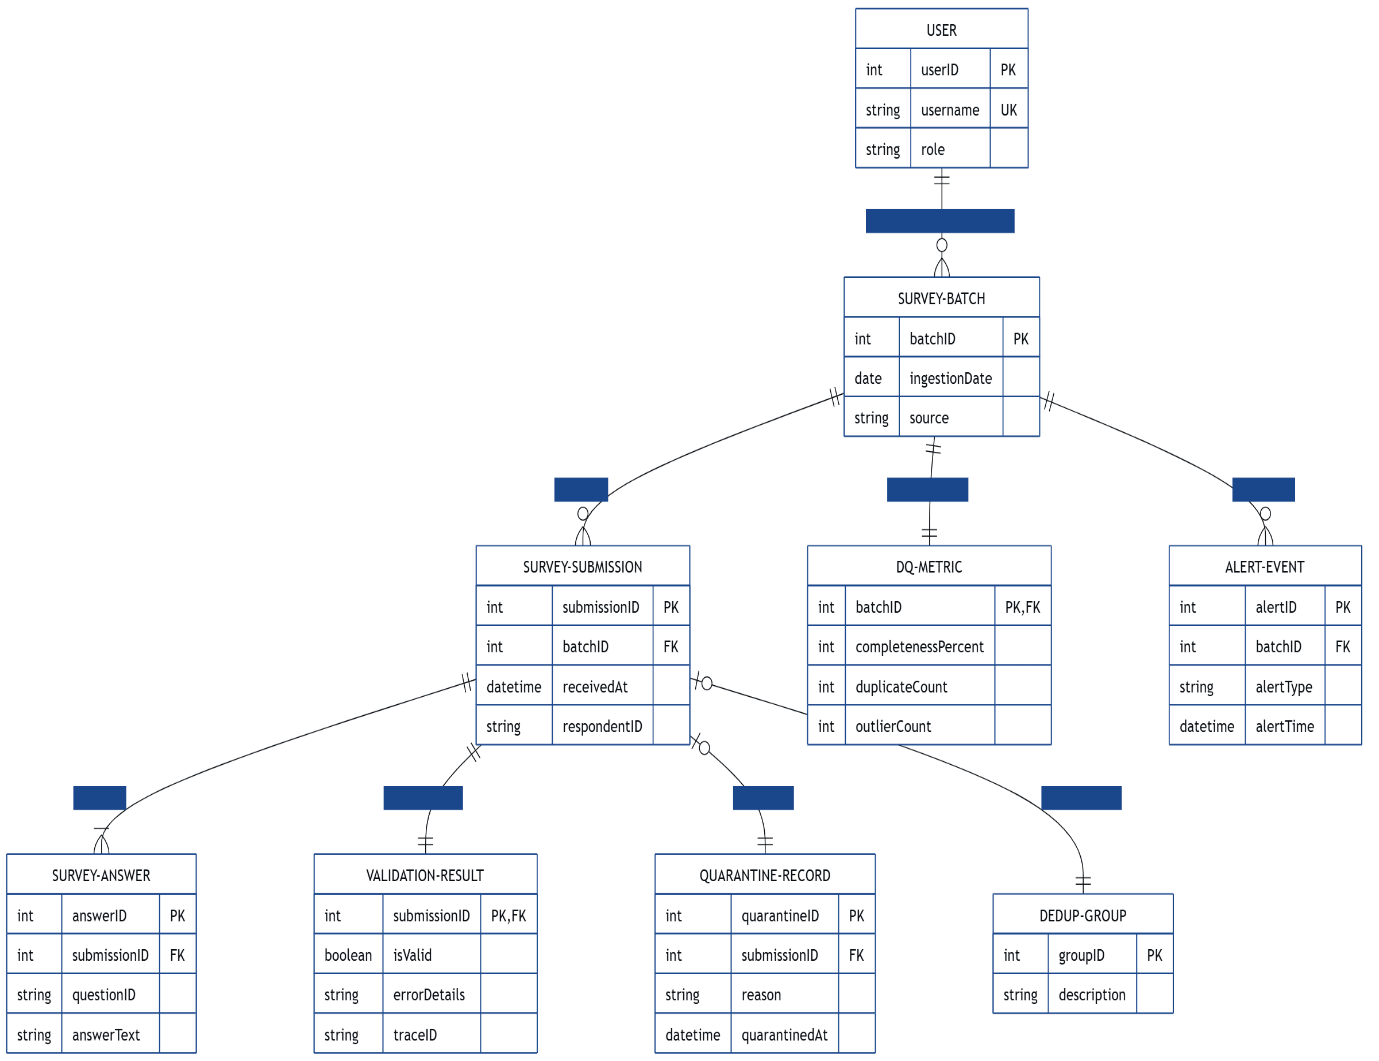 USER
int userID PK
string username UK
string role
SURVEY-BATCH
int batchID PK
date ingestionDate
string source
SURVEY-SUBMISSION
int submissionID PK
int batchID FK
datetime receivedAt
string respondentID
DQ-METRIC
int batchID PK,FK
int completenessPercent
int duplicateCount
int outlierCount
ALERT-EVENT
int alertID PK
int batchID FK
string alertType
datetime alertTime
SURVEY-ANSWER
int answerID PK
int submissionID FK
string questionID
string answerText
VALIDATION-RESULT
int submissionID PK,FK
boolean isValid
string errorDetails
string traceID
QUARANTINE-RECORD
int quarantineID PK
int submissionID FK
string reason
datetime quarantinedAt
DEDUP-GROUP
int groupID PK
string description